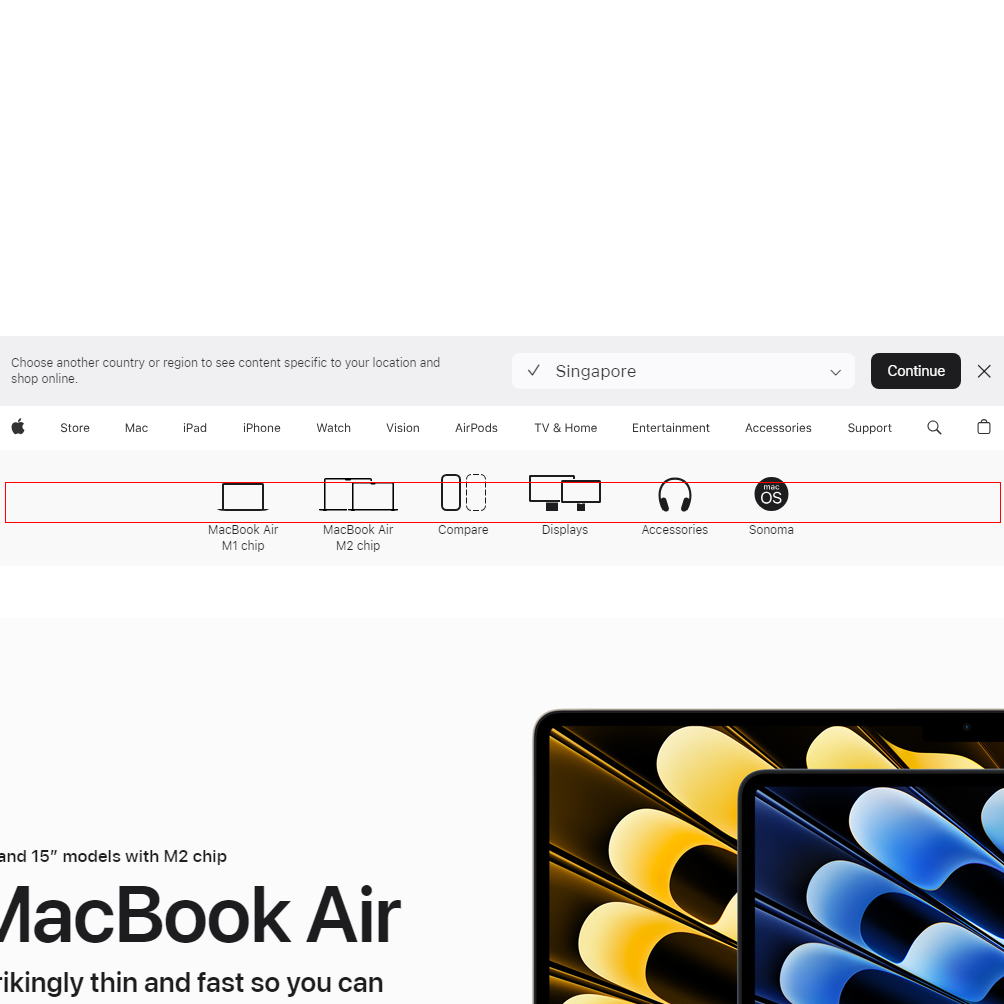 Choose another country or region to see content specific to your location and
shop online.
Singapore
Continue
Store Mac iPad iPhone Watch Vision AirPods TV & Home Entertainment Accessories Support
mac
OS
MacBook Air
M1 chip
MacBook Air
M2 chip
Compare
Displays
Accessories
Sonoma
and 15” models with M2 chip
MacBook Air
rikingly thin and fast so you can